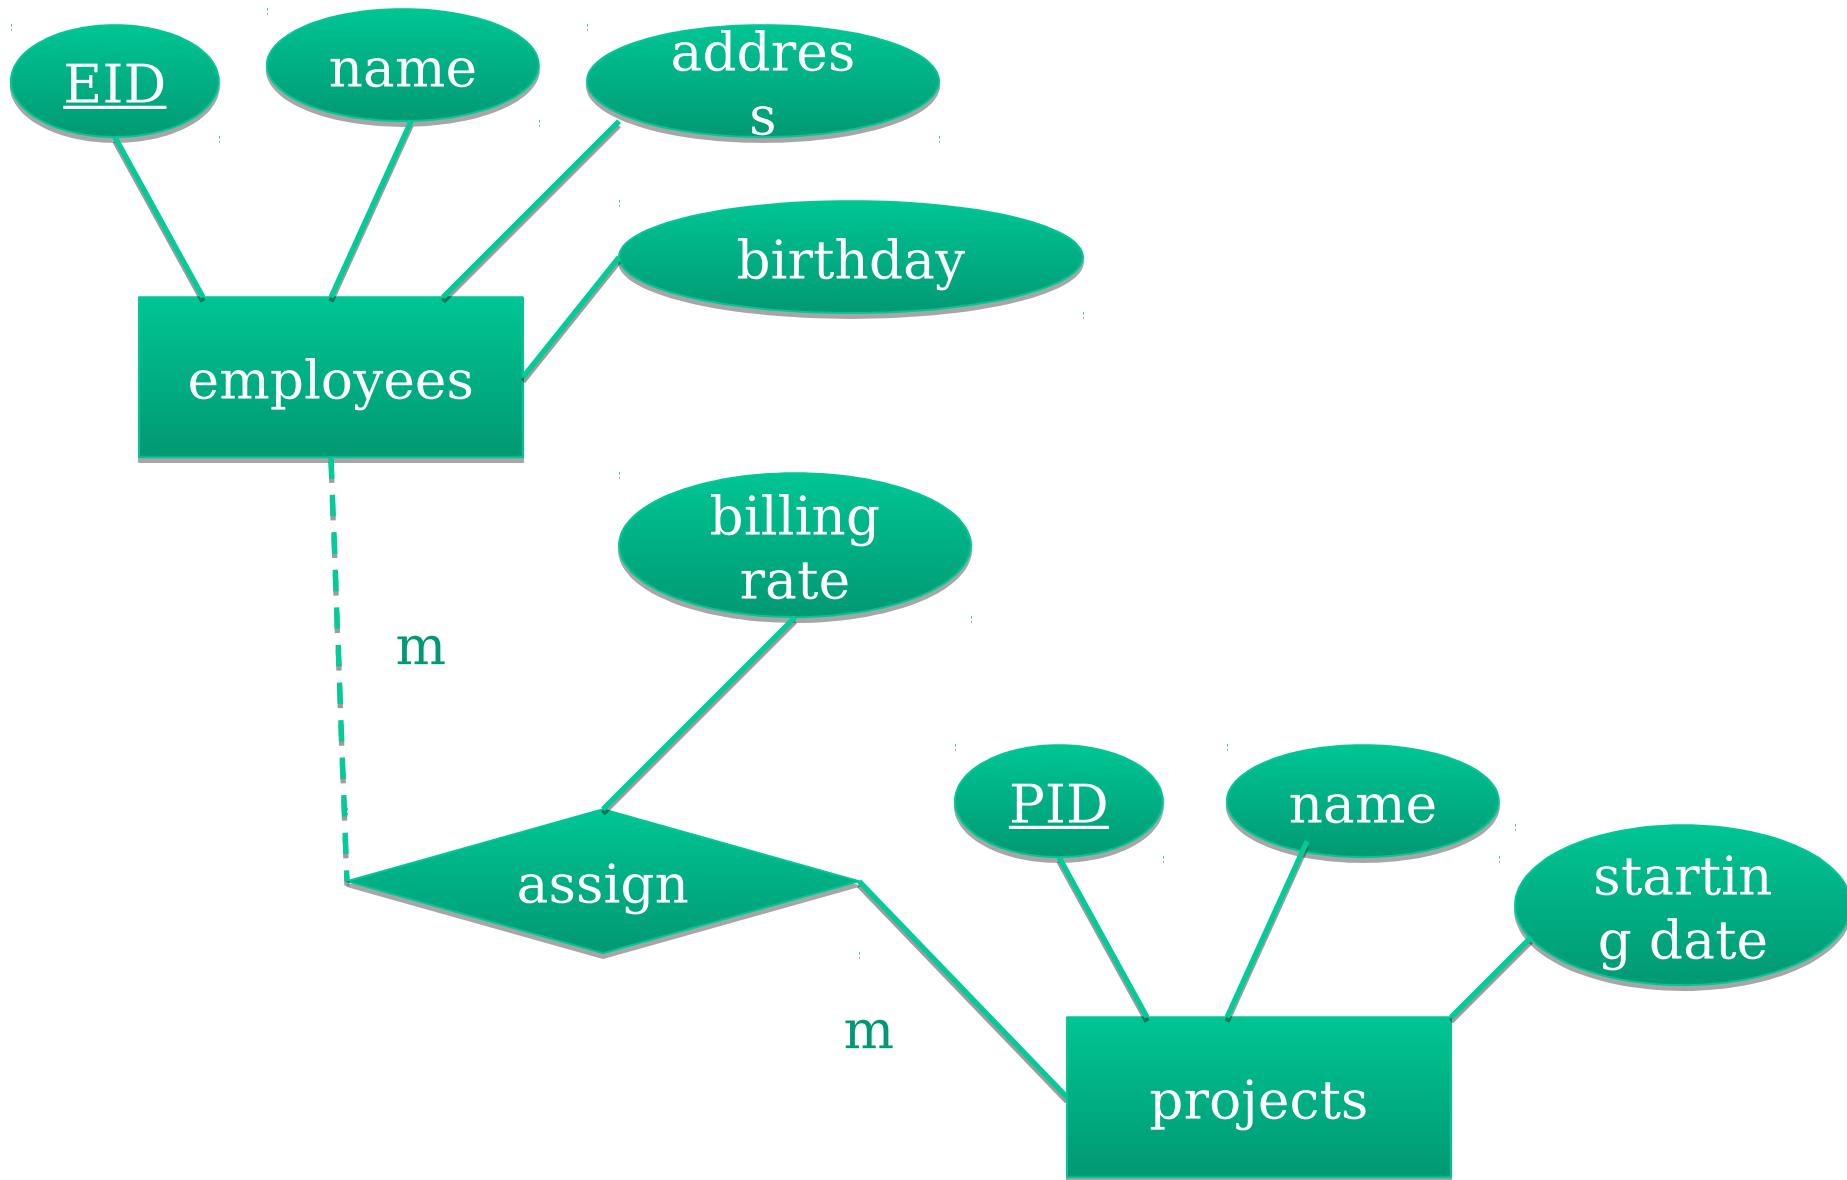 EID
name
addres
s
birthday
employees
billing
rate
m
PID
name
startin
g date
assign
m
projects